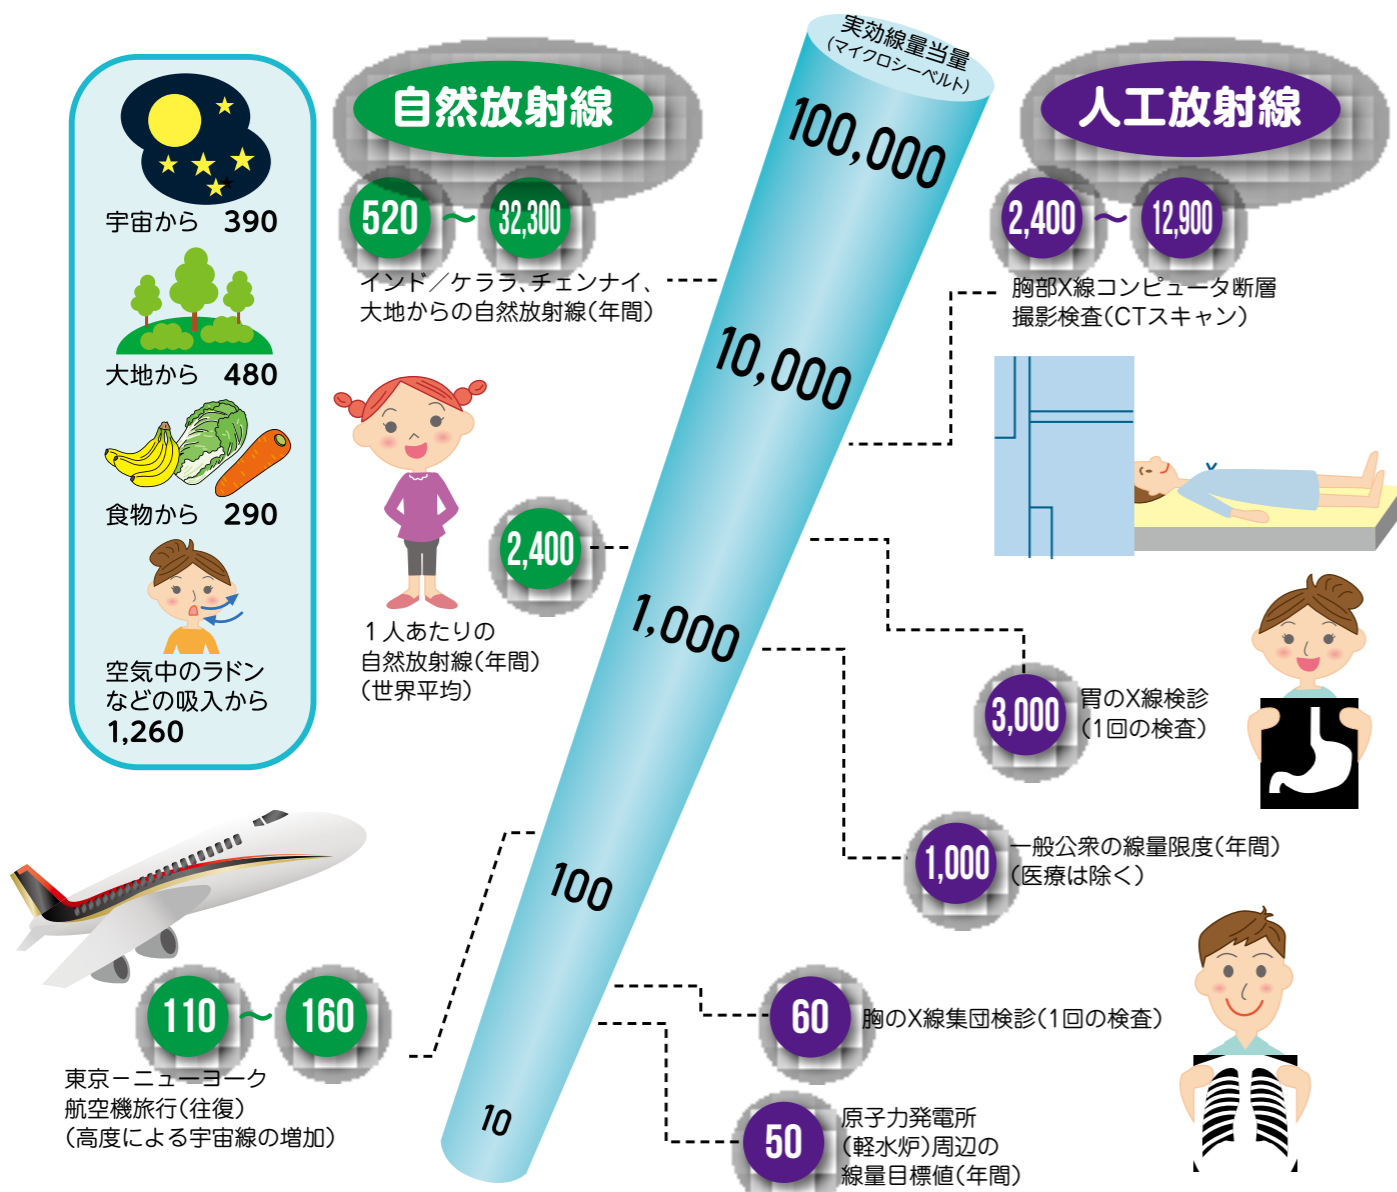 実効線量当量
(マイクロシーベルト)
100,000
10,000
1,000
100
10
自然放射線
520 ～ 32,300
インド／ケララ、チェンナイ、
大地からの自然放射線(年間)
2,400
１人あたりの
自然放射線(年間)
(世界平均)
宇宙から 390
大地から 480
食物から 290
空気中のラドン
などの吸入から
1,260
110 ～ 160
東京－ニューヨーク
航空機旅行(往復)
(高度による宇宙線の増加)
人工放射線
2,400 ～ 12,900
胸部X線コンピュータ断層
撮影検査(CTスキャン)
3,000
胃のX線検診
(1回の検査)
1,000
一般公衆の線量限度(年間)
(医療は除く)
60
胸のX線集団検診(1回の検査)
50
原子力発電所
(軽水炉)周辺の
線量目標値(年間)